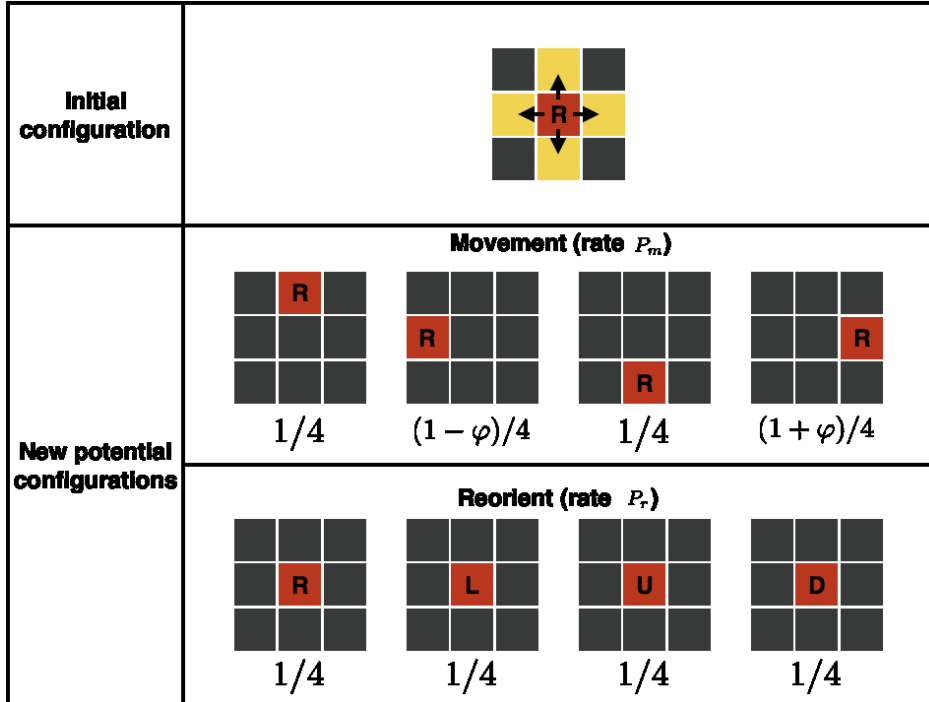 Initial
configuration
R
Movement (rate P_m)
R R R R
1/4 (1 − φ)/4 1/4 (1 + φ)/4
New potential
configurations
Reorient (rate P_r)
R L U D
1/4 1/4 1/4 1/4